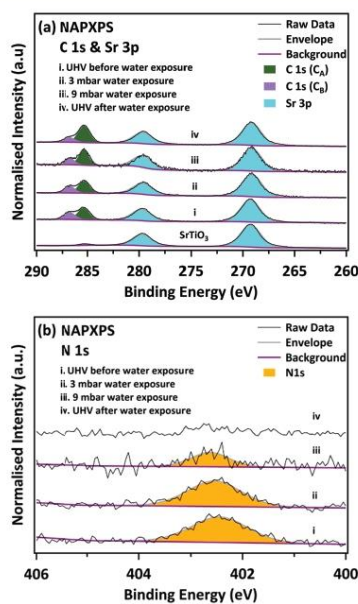 (a) NAPXPS
C 1s & Sr 3p
i. UHV before water exposure
ii. 3 mbar water exposure
iii. 9 mbar water exposure
iv. UHV after water exposure
Raw Data
Envelope
Background
C 1s (CA)
C 1s (CB)
Sr 3p
iv
iii
ii
i
SrTiO3
Normalised Intensity (a.u)
290 285 280 275 270 265 260
Binding Energy (eV)
(b) NAPXPS
N 1s
i. UHV before water exposure
ii. 3 mbar water exposure
iii. 9 mbar water exposure
iv. UHV after water exposure
Raw Data
Envelope
Background
N1s
iv
iii
ii
i
Normalised Intensity (a.u.)
406 404 402 400
Binding Energy (eV)